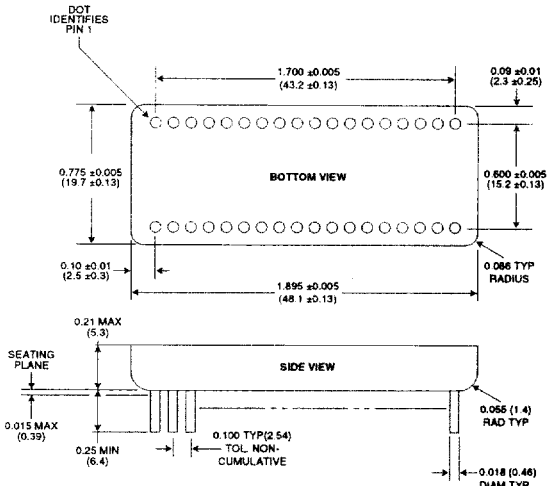 DOT
IDENTIFIES
PIN 1
1.700 ±0.005
(43.2 ±0.13)
0.09 ±0.01
(2.3 ±0.25)
0.775 ±0.005
(19.7 ±0.13)
BOTTOM VIEW
0.600 ±0.005
(15.2 ±0.13)
0.10 ±0.01
(2.5 ±0.3)
1.895 ±0.005
(48.1 ±0.13)
0.086 TYP
RADIUS
0.21 MAX
(5.3)
SEATING
PLANE
SIDE VIEW
0.015 MAX
(0.39)
0.25 MIN
(6.4)
0.100 TYP(2.54)
TOL. NON-
CUMULATIVE
0.055 (1.4)
RAD TYP
0.018 (0.46)
DIAM TYP